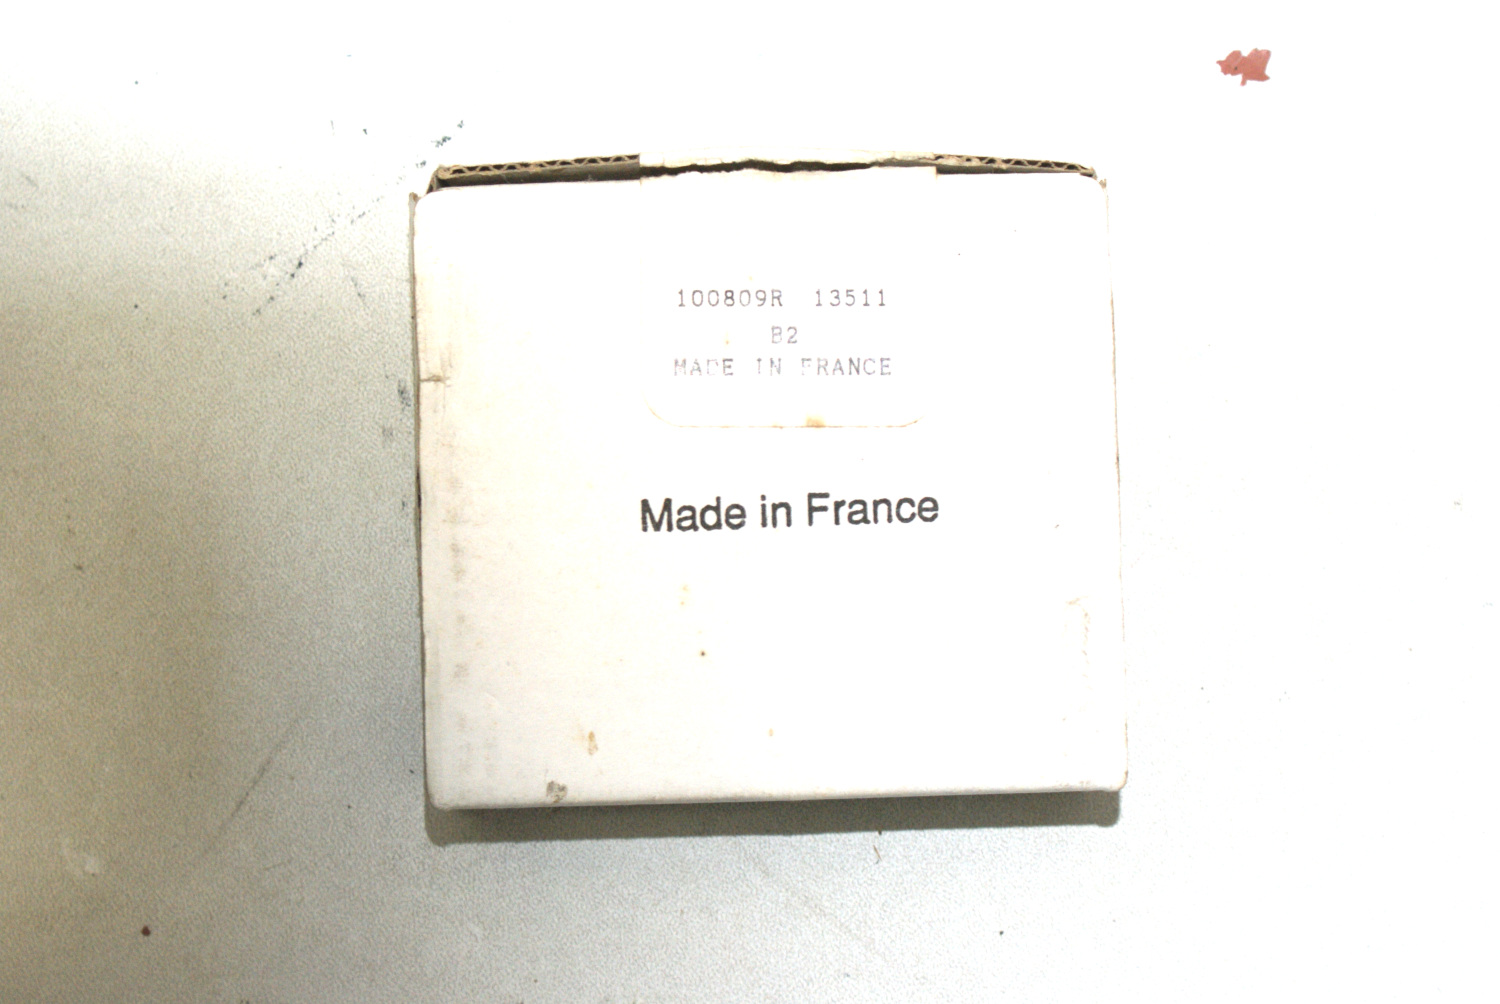 100809R 13511
B2
MADE IN FRANCE
Made in France